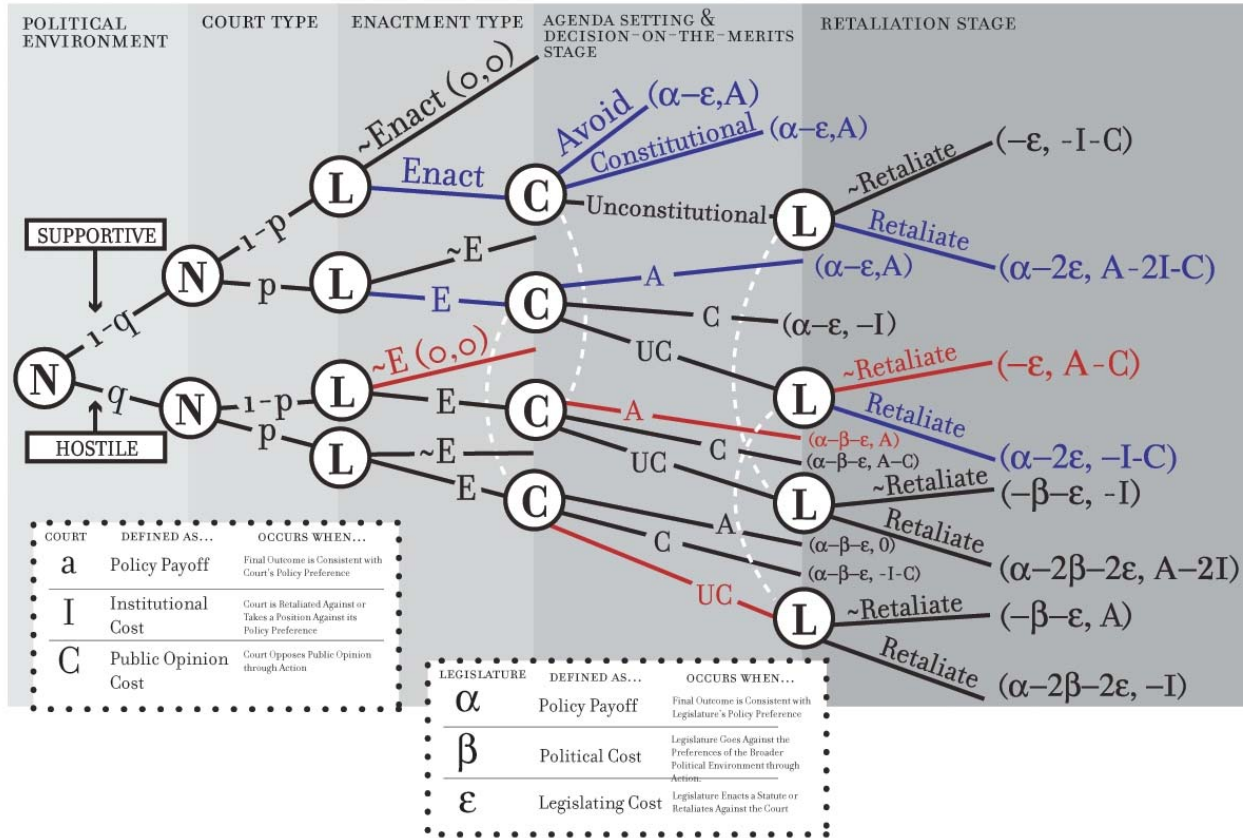 POLITICAL
ENVIRONMENT
COURT TYPE
ENACTMENT TYPE
AGENDA SETTING &
DECISION-ON-THE-MERITS
STAGE
RETALIATION STAGE
~Enact (0,0)
Avoid (α–ε,A)
Constitutional (α–ε,A)
Enact
L
C
Unconstitutional
L
~Retaliate (–ε, -I-C)
Retaliate (α–2ε, A-2I-C)
SUPPORTIVE
1-p
N
p
L
~E
E
C
A (α–ε,A)
C (α–ε, –I)
UC
1-q
N
q
HOSTILE
N
1-p
p
L
~E (0,0)
E
C
A (α–β–ε, A)
C (α–β–ε, A–C)
UC
L
~Retaliate (–ε, A-C)
Retaliate (α–2ε, –I-C)
L
~E
E
C
A (α–β–ε, 0)
C (α–β–ε, -I-C)
UC
L
~Retaliate (–β–ε, -I)
Retaliate (α–2β–2ε, A–2I)
L
~Retaliate (–β–ε, A)
Retaliate (α–2β–2ε, –I)
COURT DEFINED AS... OCCURS WHEN...
a Policy Payoff Final Outcome is Consistent with
Court's Policy Preference
I Institutional
Cost Court is Retaliated Against or
Takes a Position Against its
Policy Preference
C Public Opinion
Cost Court Opposes Public Opinion
through Action
LEGISLATURE DEFINED AS... OCCURS WHEN...
α Policy Payoff Final Outcome is Consistent with
Legislature's Policy Preference
β Political Cost Legislature Goes Against the
Preferences of the Broader
Political Environment through
Action.
ε Legislating Cost Legislature Enacts a Statute or
Retaliates Against the Court